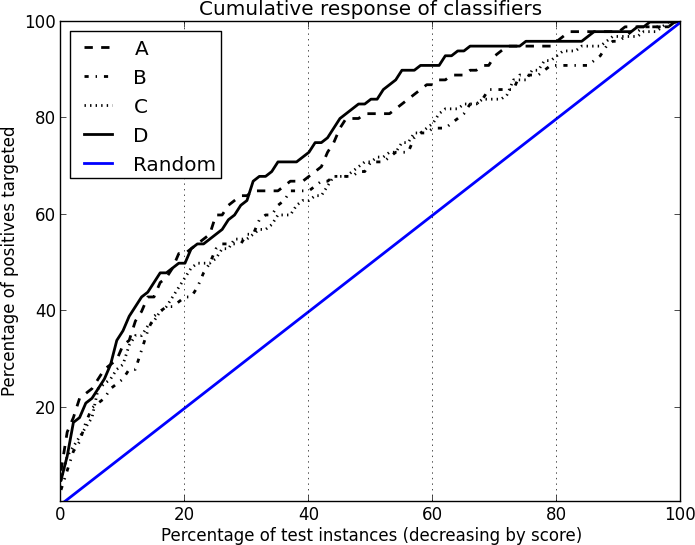 Cumulative response of classifiers
100
80
60
40
20
Percentage of positives targeted
A
B
C
D
Random
0 20 40 60 80 100
Percentage of test instances (decreasing by score)